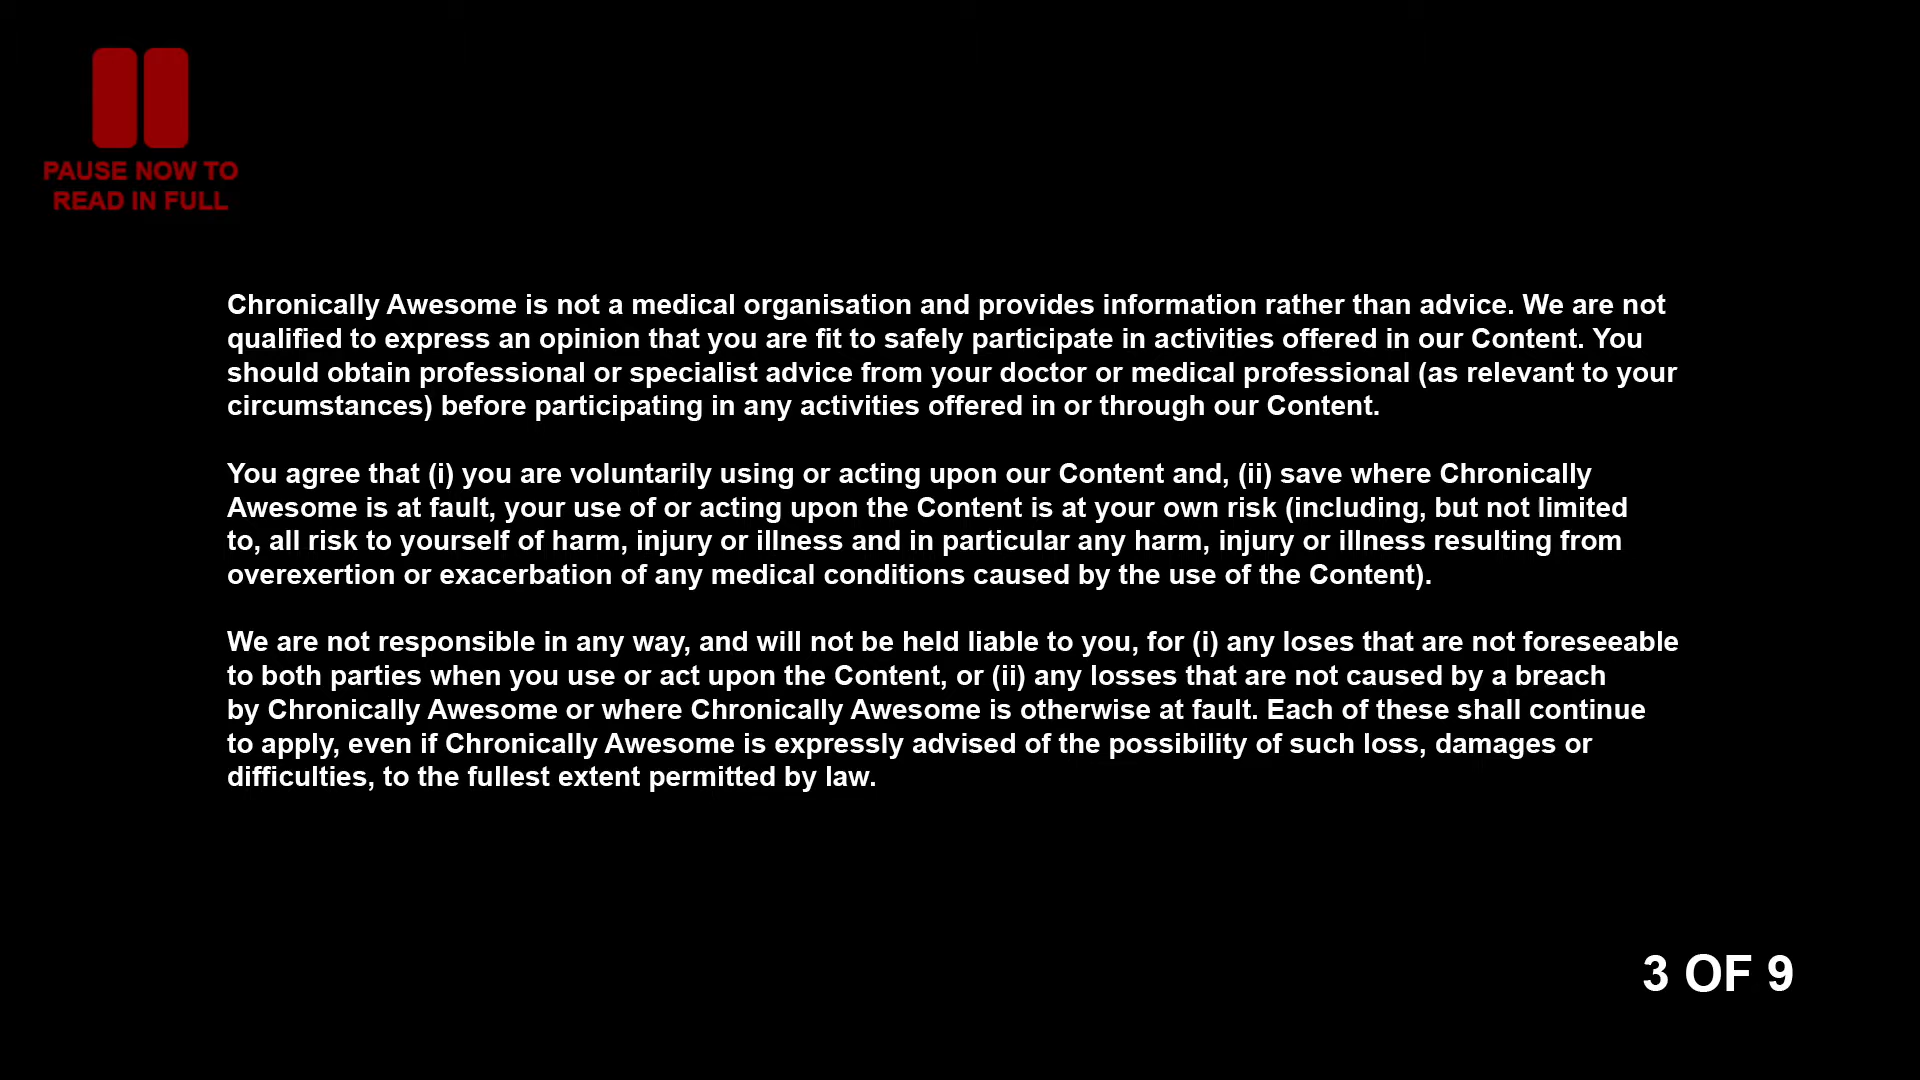 PAUSE NOW TO
READ IN FULL
Chronically Awesome is not a medical organisation and provides information rather than advice. We are not
qualified to express an opinion that you are fit to safely participate in activities offered in our Content. You
should obtain professional or specialist advice from your doctor or medical professional (as relevant to your
circumstances) before participating in any activities offered in or through our Content.
You agree that (i) you are voluntarily using or acting upon our Content and, (ii) save where Chronically
Awesome is at fault, your use of or acting upon the Content is at your own risk (including, but not limited
to, all risk to yourself of harm, injury or illness and in particular any harm, injury or illness resulting from
overexertion or exacerbation of any medical conditions caused by the use of the Content).
We are not responsible in any way, and will not be held liable to you, for (i) any loses that are not foreseeable
to both parties when you use or act upon the Content, or (ii) any losses that are not caused by a breach
by Chronically Awesome or where Chronically Awesome is otherwise at fault. Each of these shall continue
to apply, even if Chronically Awesome is expressly advised of the possibility of such loss, damages or
difficulties, to the fullest extent permitted by law.
3 OF 9